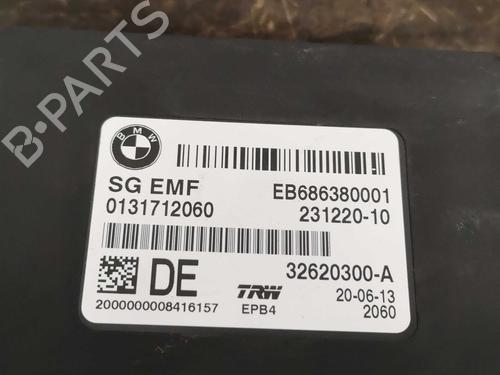 B-PARTS
BMW
SG EMF EB686380001
0131712060 231220-10
DE 32620300-A
TRW 20-06-13
2000000008416157 EPB4 2060